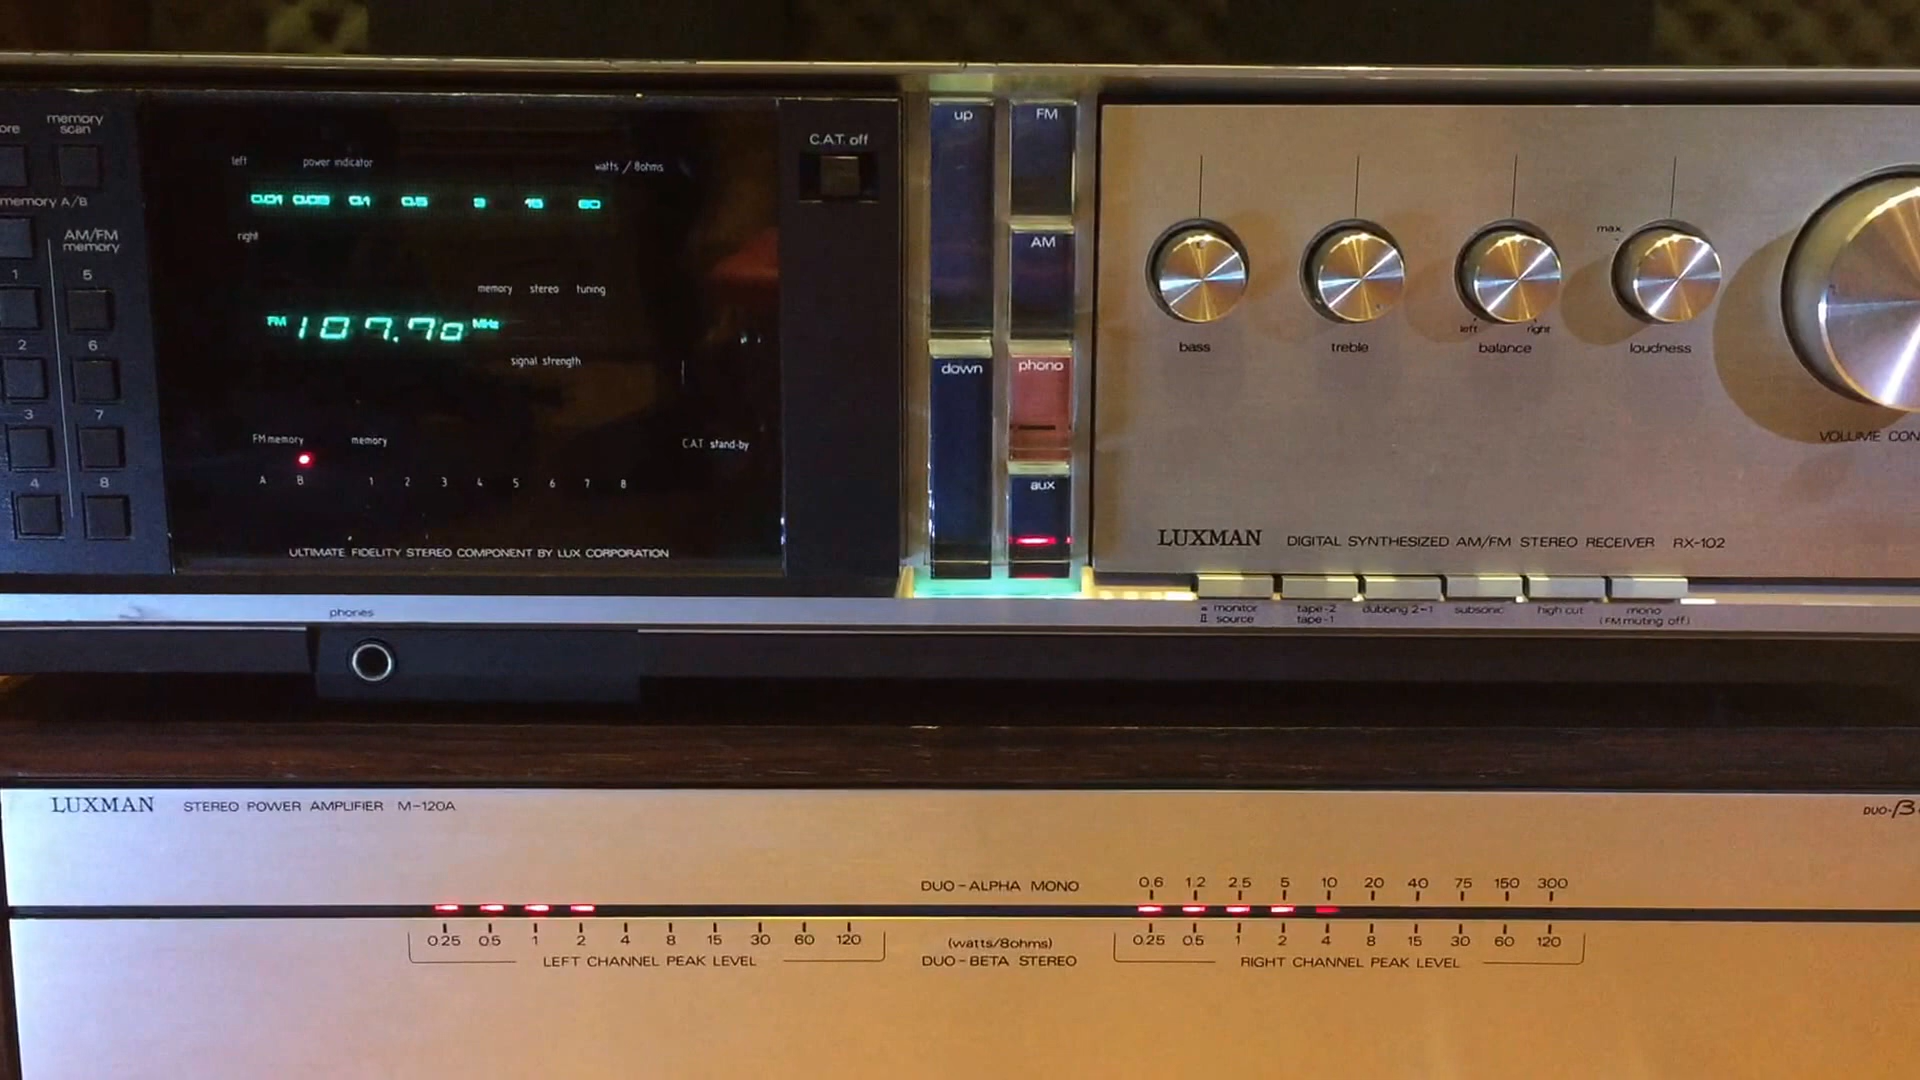 memory
scan
memory A/B
AM/FM
memory
1 5
2 6
3 7
4 8
left power indicator watts / 8ohms
0.01 0.03 0.1 0.5 3 15 60
right
memory stereo tuning
FM 107.70 MHz
signal strength
FM memory memory C.A.T stand-by
A B 1 2 3 4 5 6 7 8
ULTIMATE FIDELITY STEREO COMPONENT BY LUX CORPORATION
C.A.T. off
up
down
FM
AM
phono
aux
bass
treble
left right
balance
max.
loudness
VOLUME CON
LUXMAN DIGITAL SYNTHESIZED AM/FM STEREO RECEIVER RX-102
monitor
source
tape-2
tape-1
dubbing 2-1
subsonic
high cut
mono
(FM muting off)
phones
LUXMAN STEREO POWER AMPLIFIER M-120A
DUO-β
DUO-ALPHA MONO 0.6 1.2 2.5 5 10 20 40 75 150 300
0.25 0.5 1 2 4 8 15 30 60 120
LEFT CHANNEL PEAK LEVEL
(watts/8ohms)
DUO-BETA STEREO
0.25 0.5 1 2 4 8 15 30 60 120
RIGHT CHANNEL PEAK LEVEL